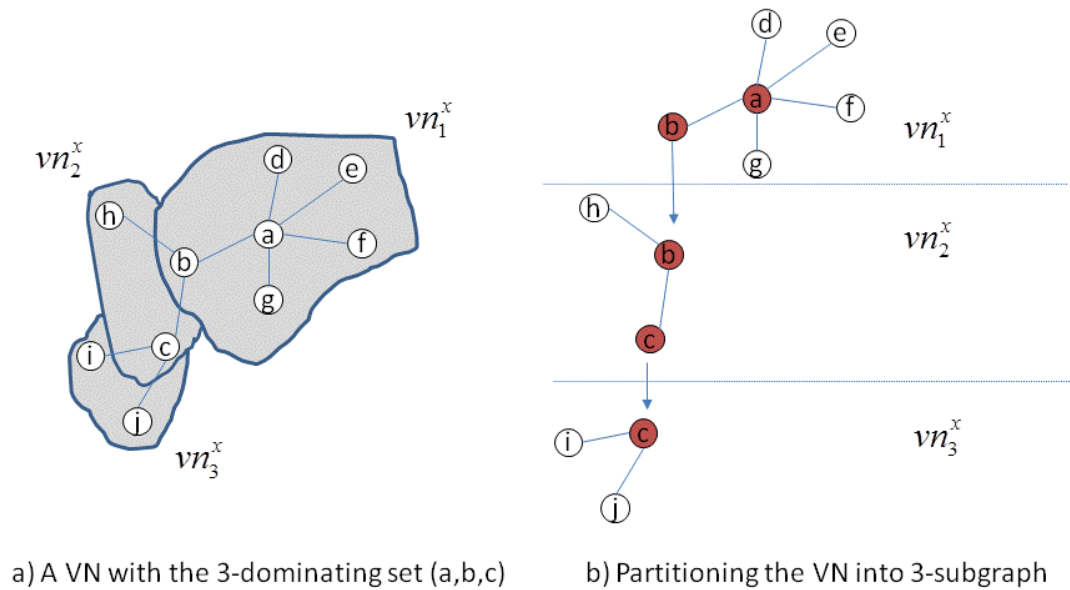 vn_1^x
vn_2^x
d
e
h
a
b
f
g
i
c
j
vn_3^x
a) A VN with the 3-dominating set (a,b,c)
d
e
a
f
b
vn_1^x
g
h
vn_2^x
b
c
i
c
vn_3^x
j
b) Partitioning the VN into 3-subgraph